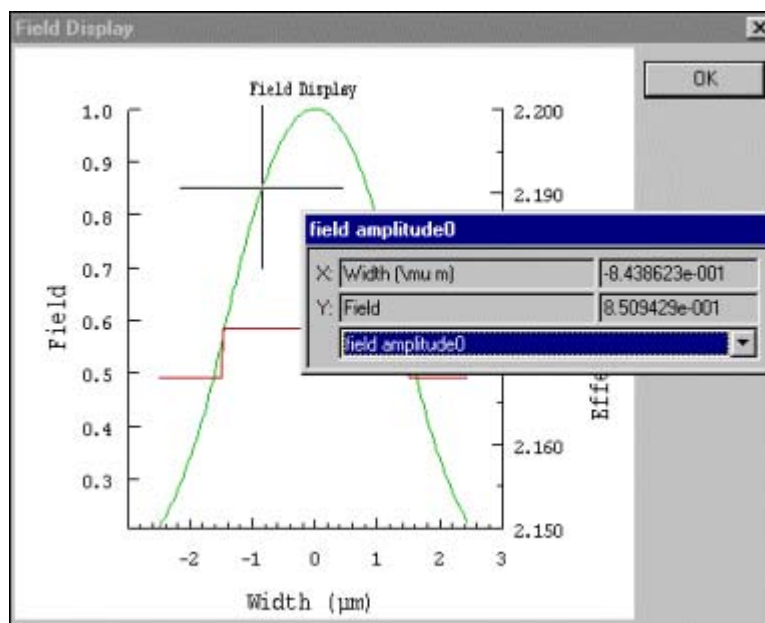 Field Display
OK
Field Display
1.0
0.9
0.8
0.7
0.6
0.5
0.4
0.3
Field
2.200
2.190
2.160
2.150
field amplitude0
X: Width (\mu m) -8.438623e-001
Y: Field 8.509429e-001
field amplitude0
-2 -1 0 1 2 3
Width (µm)